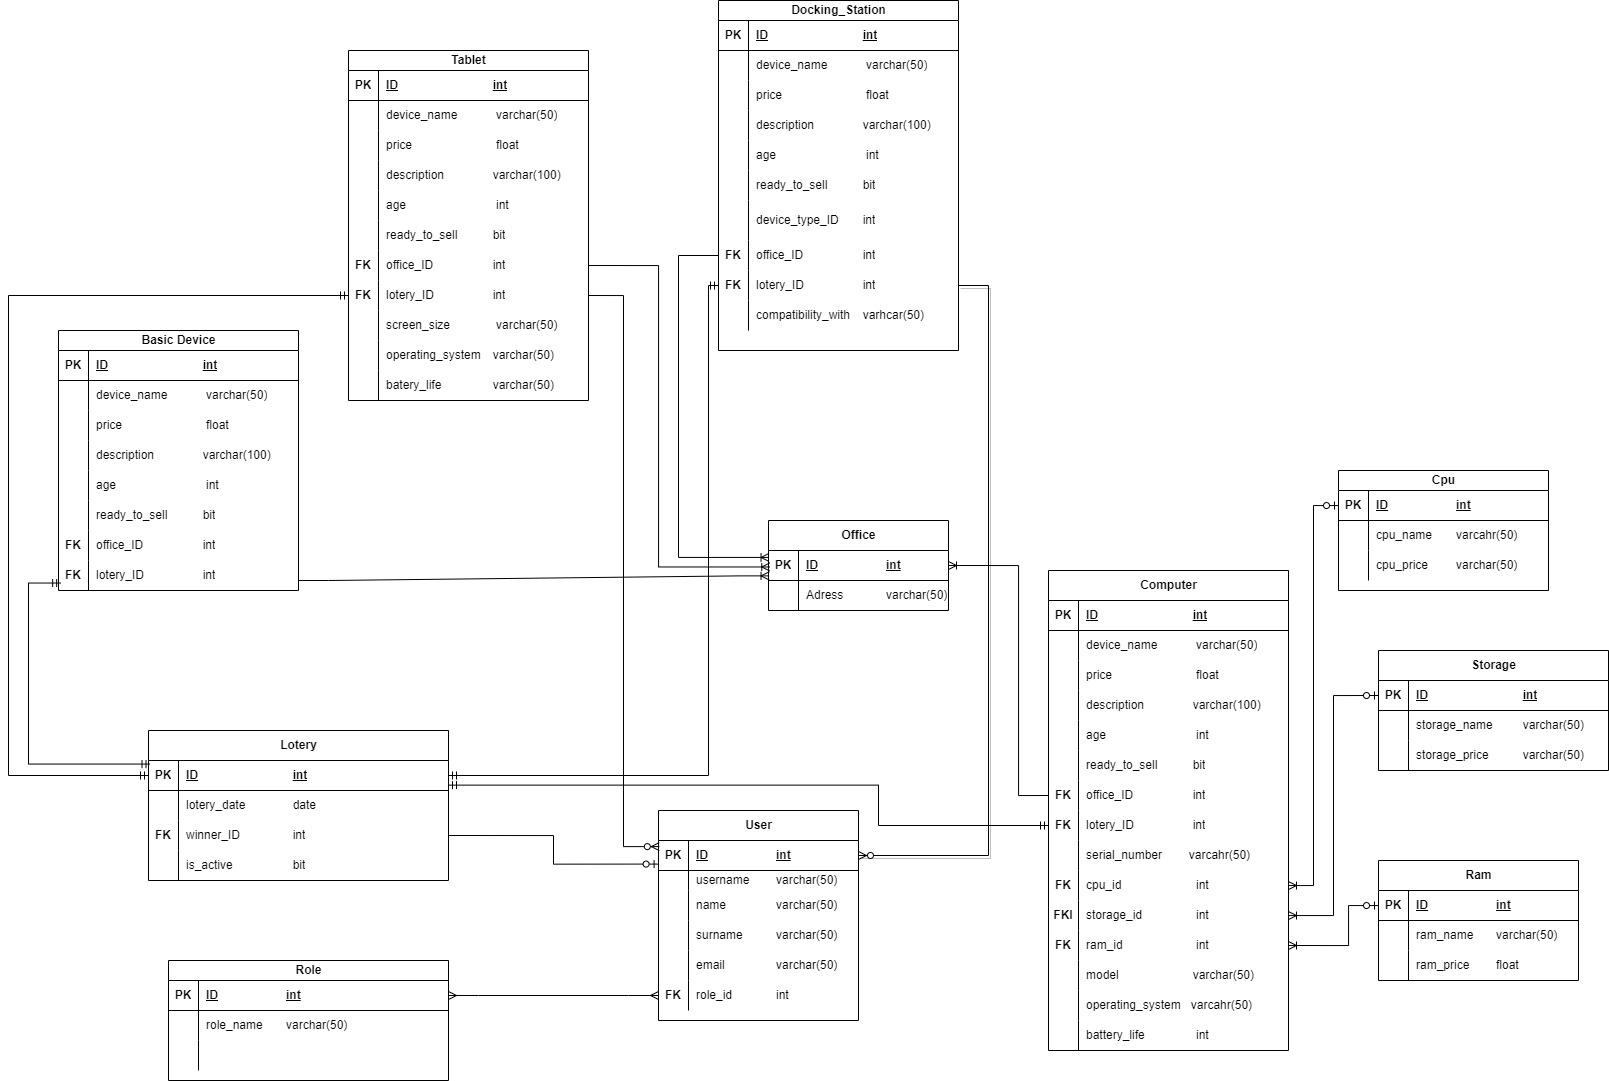 Docking_Station
PK ID int
device_name varchar(50)
price float
description varchar(100)
age int
ready_to_sell bit
device_type_ID int
FK office_ID int
FK lotery_ID int
compatibility_with varhcar(50)
Tablet
PK ID int
device_name varchar(50)
price float
description varchar(100)
age int
ready_to_sell bit
FK office_ID int
FK lotery_ID int
screen_size varchar(50)
operating_system varchar(50)
batery_life varchar(50)
Basic Device
PK ID int
device_name varchar(50)
price float
description varchar(100)
age int
ready_to_sell bit
FK office_ID int
FK lotery_ID int
Office
PK ID int
Adress varchar(50)
Cpu
PK ID int
cpu_name varcahr(50)
cpu_price varchar(50)
Computer
PK ID int
device_name varchar(50)
price float
description varchar(100)
age int
ready_to_sell bit
FK office_ID int
FK lotery_ID int
serial_number varcahr(50)
FK cpu_id int
FKI storage_id int
FK ram_id int
model varchar(50)
operating_system varcahr(50)
battery_life int
Storage
PK ID int
storage_name varchar(50)
storage_price varchar(50)
Lotery
PK ID int
lotery_date date
FK winner_ID int
is_active bit
User
PK ID int
username varchar(50)
name varchar(50)
surname varchar(50)
email varchar(50)
FK role_id int
Ram
PK ID int
ram_name varchar(50)
ram_price float
Role
PK ID int
role_name varchar(50)